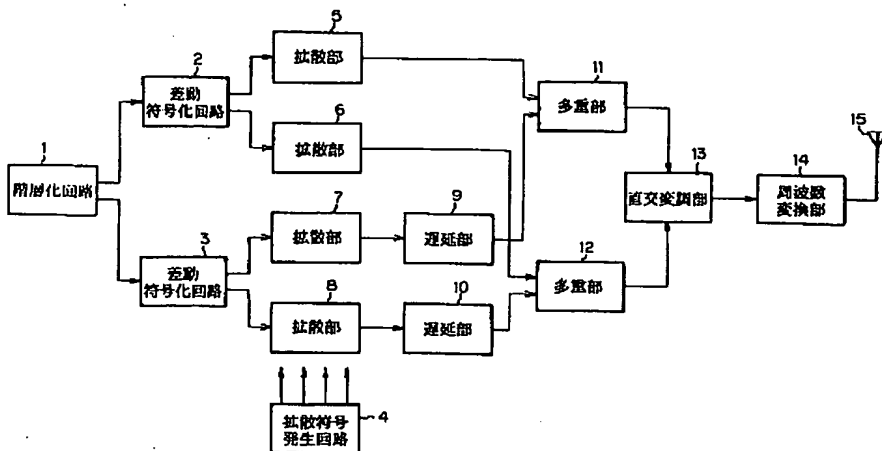 5
拡散部
2
差動
符号化回路
6
拡散部
11
多重部
15
1
階層化回路
13
直交変調部
14
周波数
変換部
7
拡散部
9
遅延部
3
差動
符号化回路
12
多重部
8
拡散部
10
遅延部
拡散符号
発生回路
4